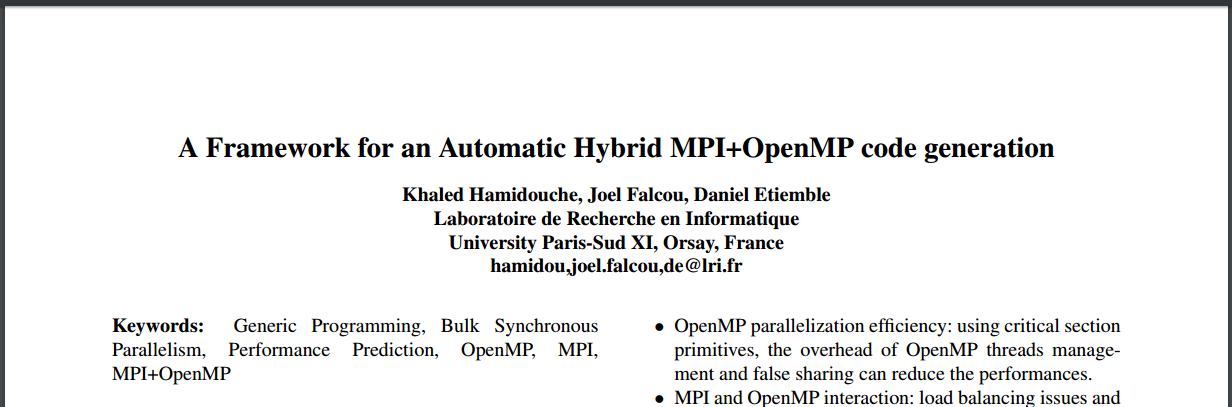 A Framework for an Automatic Hybrid MPI+OpenMP code generation
Khaled Hamidouche, Joel Falcou, Daniel Etiemble
Laboratoire de Recherche en Informatique
University Paris-Sud XI, Orsay, France
hamidou,joel.falcou,de@lri.fr
Keywords: Generic Programming, Bulk Synchronous
Parallelism, Performance Prediction, OpenMP, MPI,
MPI+OpenMP
• OpenMP parallelization efficiency: using critical section
primitives, the overhead of OpenMP threads manage-
ment and false sharing can reduce the performances.
• MPI and OpenMP interaction: load balancing issues and